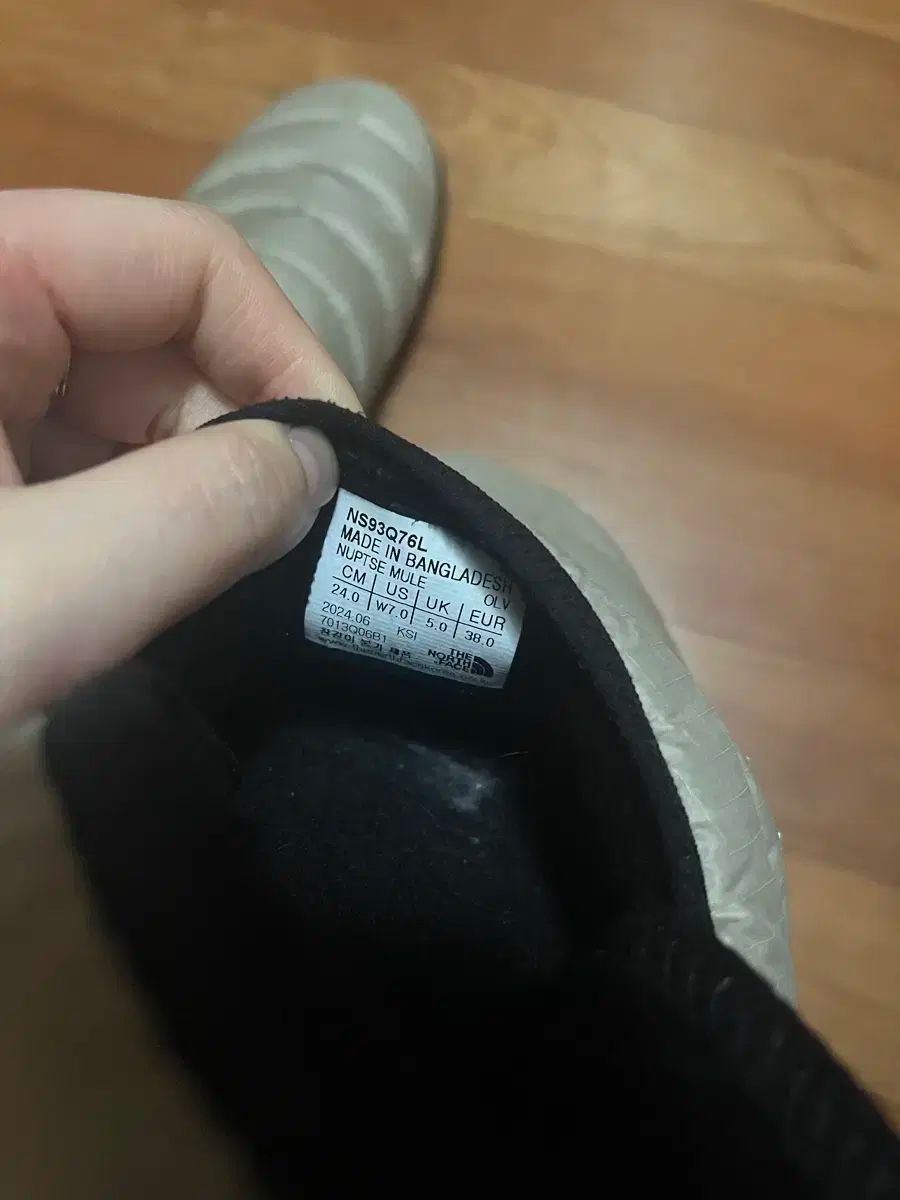 NS93Q76L
MADE IN BANGLADESH
NUPTSE MULE OLV
CM US UK EUR
24.0 W7.0 5.0 38.0
2024.06 KSI
7013Q06B1
THE
NORTH
FACE